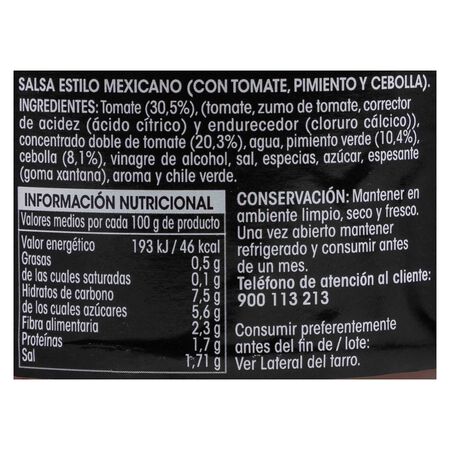 SALSA ESTILO MEXICANO (CON TOMATE, PIMIENTO Y CEBOLLA).
INGREDIENTES: Tomate (30,5%), (tomate, zumo de tomate, corrector
de acidez (ácido cítrico) y endurecedor (cloruro cálcico)),
concentrado doble de tomate (20,3%), agua, pimiento verde (10,4%),
cebolla (8,1%), vinagre de alcohol, sal, especias, azúcar, espesante
(goma xantana), aroma y chile verde.
INFORMACIÓN NUTRICIONAL
Valores medios por cada 100 g de producto
Valor energético 193 kJ / 46 kcal
Grasas 0,5 g
de las cuales saturadas 0,1 g
Hidratos de carbono 7,5 g
de los cuales azúcares 5,6 g
Fibra alimentaria 2,3 g
Proteínas 1,7 g
Sal 1,71 g
CONSERVACIÓN: Mantener en
ambiente limpio, seco y fresco.
Una vez abierto mantener
refrigerado y consumir antes
de un mes.
Teléfono de atención al cliente:
900 113 213
Consumir preferentemente
antes del fin de / lote:
Ver Lateral del tarro.